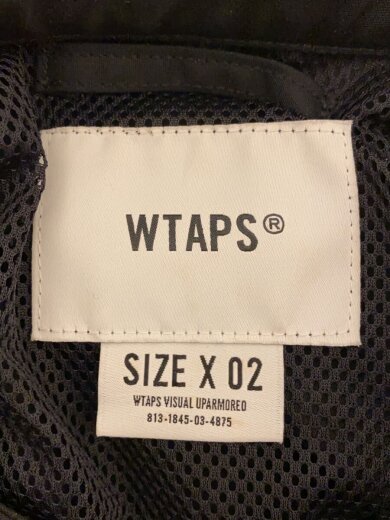 WTAPS®
SIZE X 02
WTAPS VISUAL UPARMORED
813-1845-03-4875